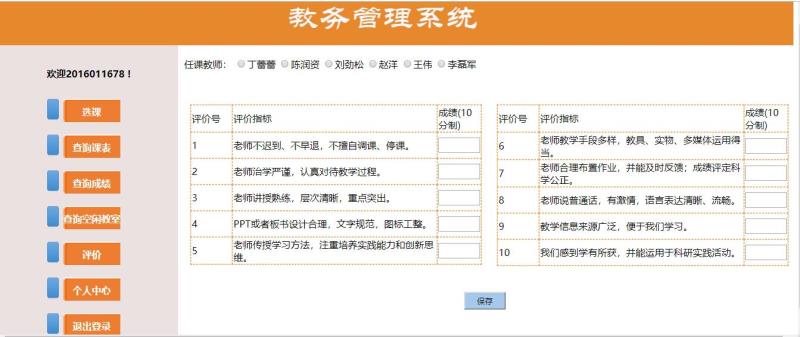 教务管理系统
欢迎2016011678！
选课
查询课表
查询成绩
查询空闲教室
评价
个人中心
退出登录
任课教师： 丁蕾蕾 陈润资 刘劲松 赵洋 王伟 李磊军
评价号 评价指标 成绩(10
分制)
1 老师不迟到、不早退，不擅自调课、停课。
2 老师治学严谨，认真对待教学过程。
3 老师讲授熟练，层次清晰，重点突出。
4 PPT或者板书设计合理，文字规范，图标工整。
5 老师传授学习方法，注重培养实践能力和创新思
维。
评价号 评价指标 成绩(10
分制)
6 老师教学手段多样，教具、实物、多媒体运用得
当。
7 老师合理布置作业，并能及时反馈；成绩评定科
学公正。
8 老师说普通话，有激情，语言表达清晰、流畅。
9 教学信息来源广泛，便于我们学习。
10 我们感到学有所获，并能运用于科研实践活动。
保存